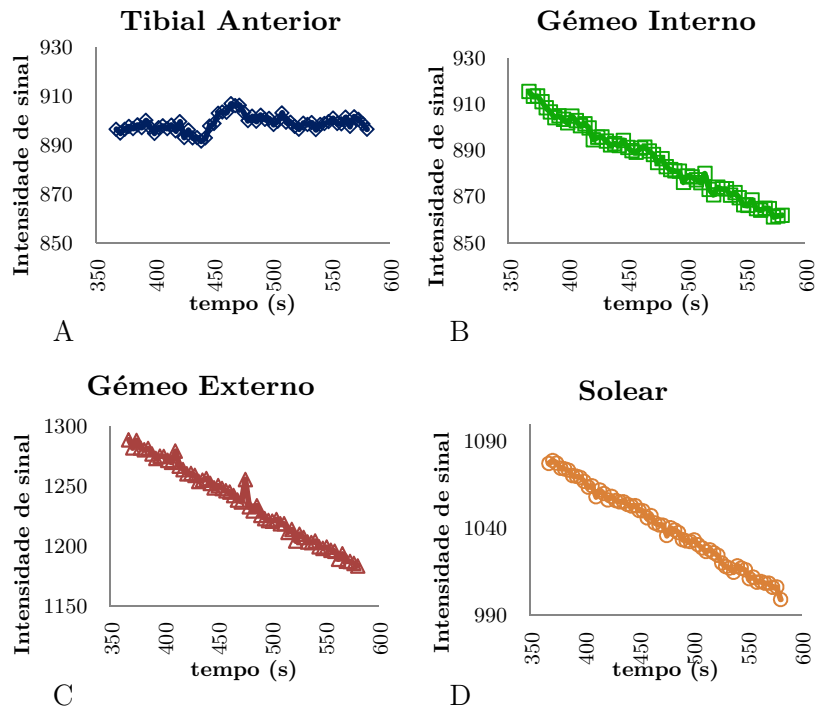 Tibial Anterior
Intensidade de sinal
930
910
890
870
850
350
400
450
500
550
600
tempo (s)
A
Gémeo Interno
Intensidade de sinal
930
910
890
870
850
350
400
450
500
550
600
tempo (s)
B
Gémeo Externo
Intensidade de sinal
1300
1250
1200
1150
350
400
450
500
550
600
tempo (s)
C
Solear
Intensidade de sinal
1090
1040
990
350
400
450
500
550
600
tempo (s)
D